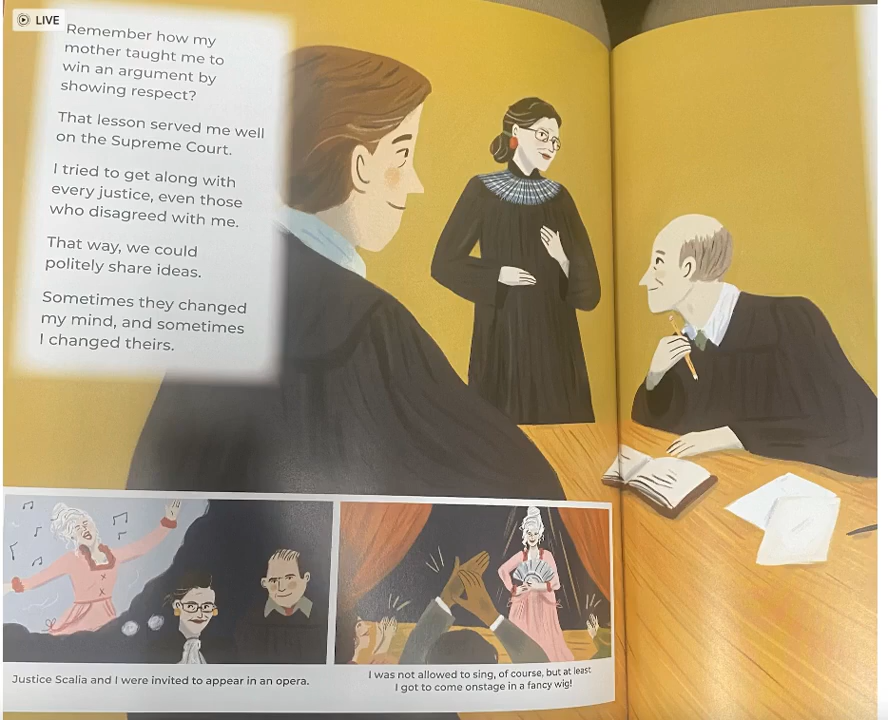 LIVE
Remember how my
mother taught me to
win an argument by
showing respect?
That lesson served me well
on the Supreme Court.
I tried to get along with
every justice, even those
who disagreed with me.
That way, we could
politely share ideas.
Sometimes they changed
my mind, and sometimes
I changed theirs.
Justice Scalia and I were invited to appear in an opera.
I was not allowed to sing, of course, but at least
I got to come onstage in a fancy wig!